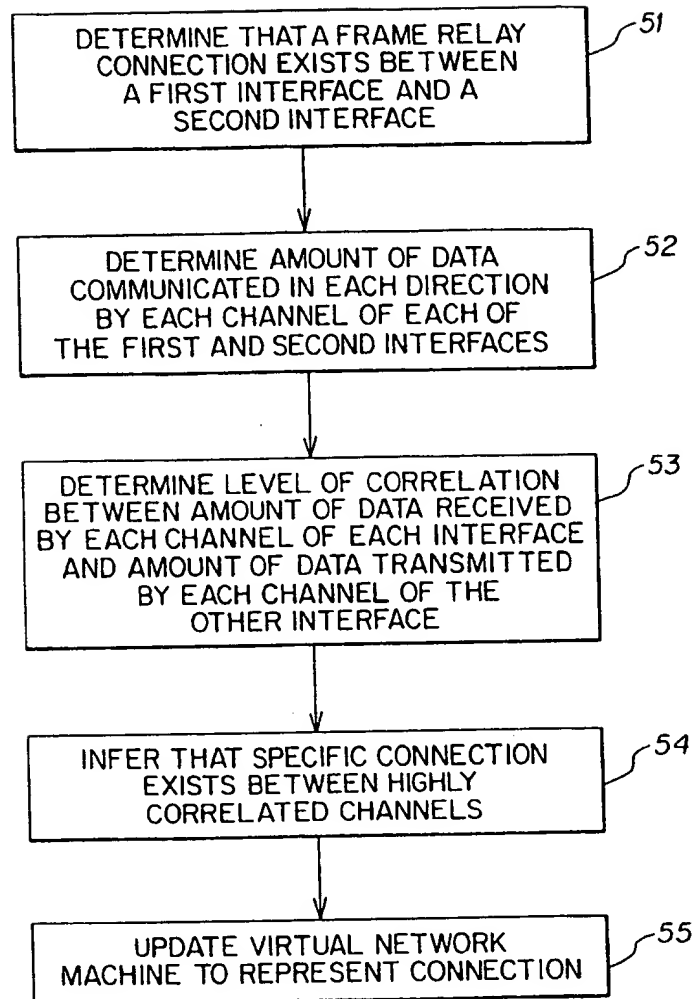 DETERMINE THAT A FRAME RELAY
CONNECTION EXISTS BETWEEN
A FIRST INTERFACE AND A
SECOND INTERFACE
51
DETERMINE AMOUNT OF DATA
COMMUNICATED IN EACH DIRECTION
BY EACH CHANNEL OF EACH OF
THE FIRST AND SECOND INTERFACES
52
DETERMINE LEVEL OF CORRELATION
BETWEEN AMOUNT OF DATA RECEIVED
BY EACH CHANNEL OF EACH INTERFACE
AND AMOUNT OF DATA TRANSMITTED
BY EACH CHANNEL OF THE
OTHER INTERFACE
53
INFER THAT SPECIFIC CONNECTION
EXISTS BETWEEN HIGHLY
CORRELATED CHANNELS
54
UPDATE VIRTUAL NETWORK
MACHINE TO REPRESENT CONNECTION
55